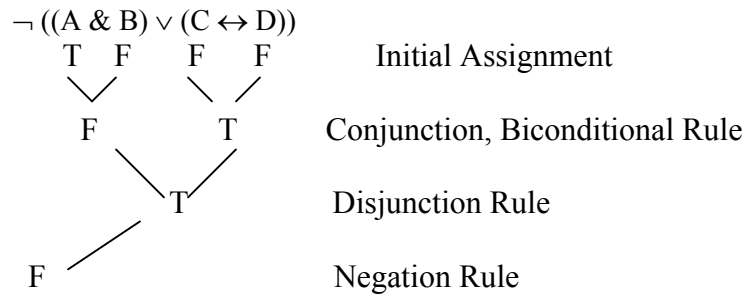 ¬ ((A & B) ∨ (C ↔ D))
T F F F Initial Assignment
F T Conjunction, Biconditional Rule
T Disjunction Rule
F Negation Rule